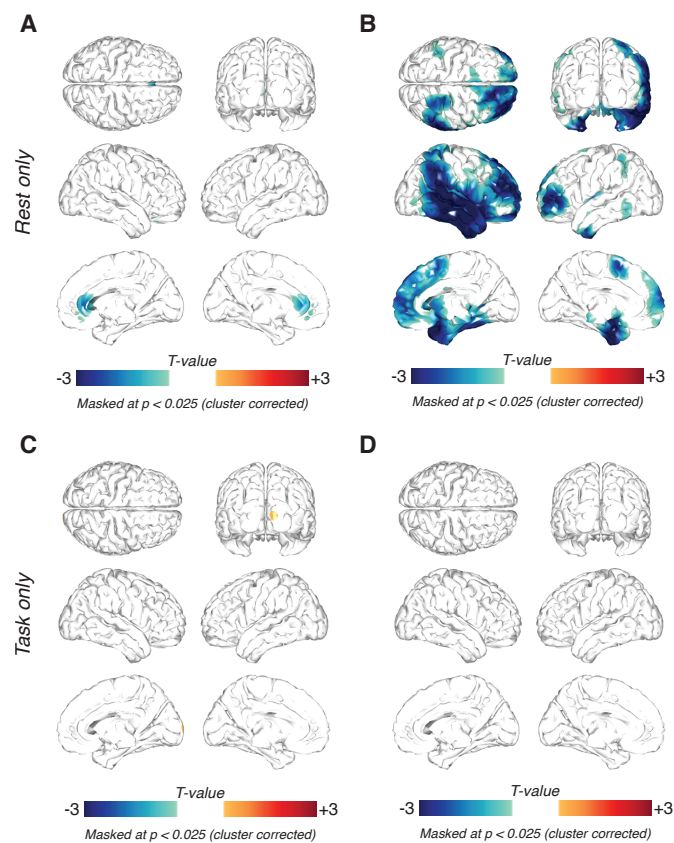 A
B
Rest only
T-value
-3
+3
Masked at p < 0.025 (cluster corrected)
T-value
-3
+3
Masked at p < 0.025 (cluster corrected)
C
D
Task only
T-value
-3
+3
Masked at p < 0.025 (cluster corrected)
T-value
-3
+3
Masked at p < 0.025 (cluster corrected)